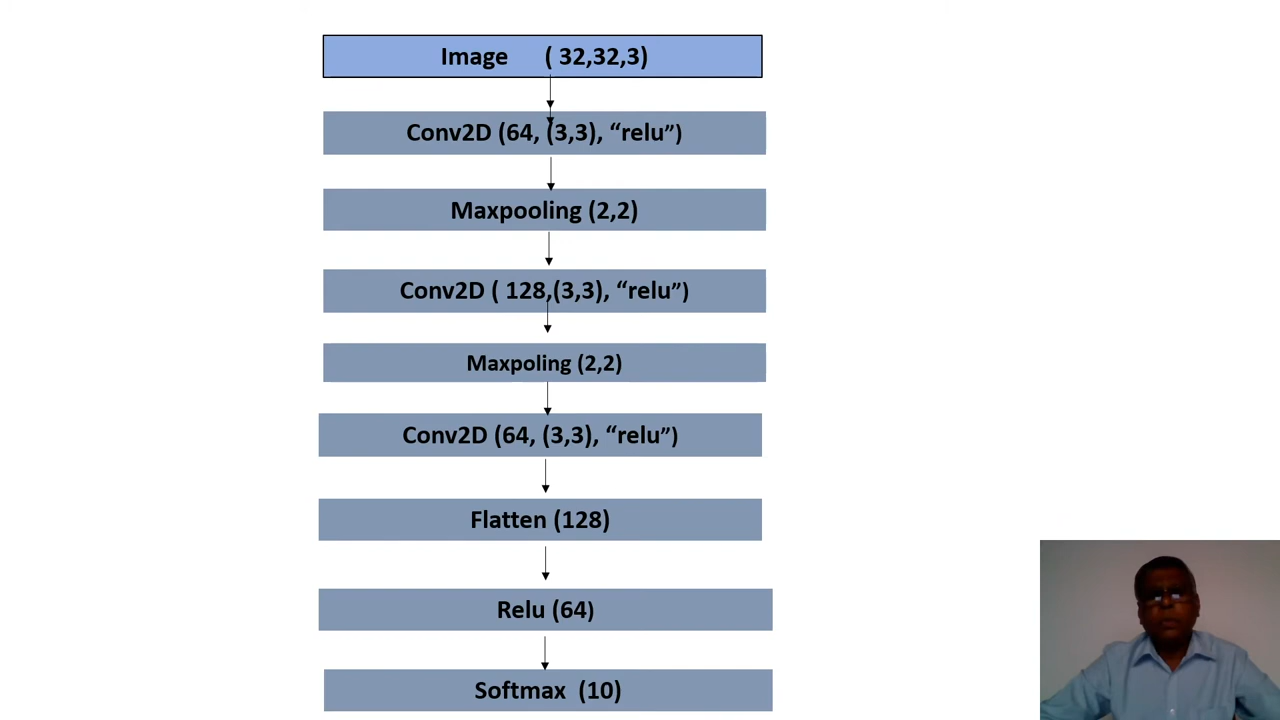 Image ( 32,32,3)
Conv2D (64, (3,3), “relu”)
Maxpooling (2,2)
Conv2D ( 128,(3,3), “relu”)
Maxpoling (2,2)
Conv2D (64, (3,3), “relu”)
Flatten (128)
Relu (64)
Softmax (10)